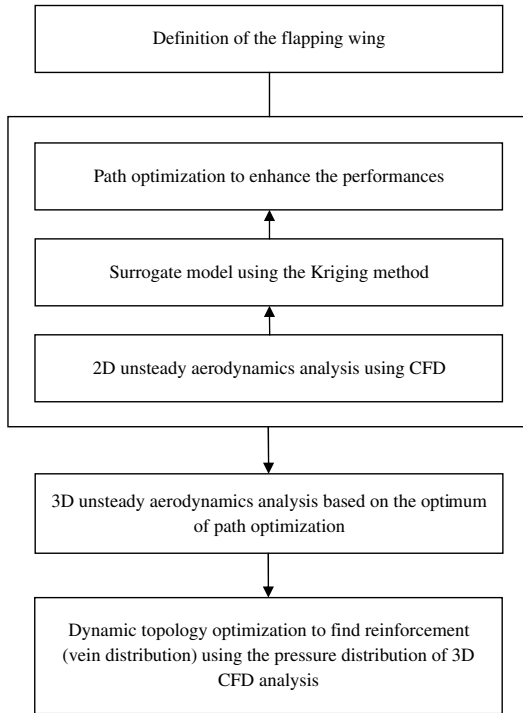 Definition of the flapping wing
Path optimization to enhance the performances
Surrogate model using the Kriging method
2D unsteady aerodynamics analysis using CFD
3D unsteady aerodynamics analysis based on the optimum
of path optimization
Dynamic topology optimization to find reinforcement
(vein distribution) using the pressure distribution of 3D
CFD analysis